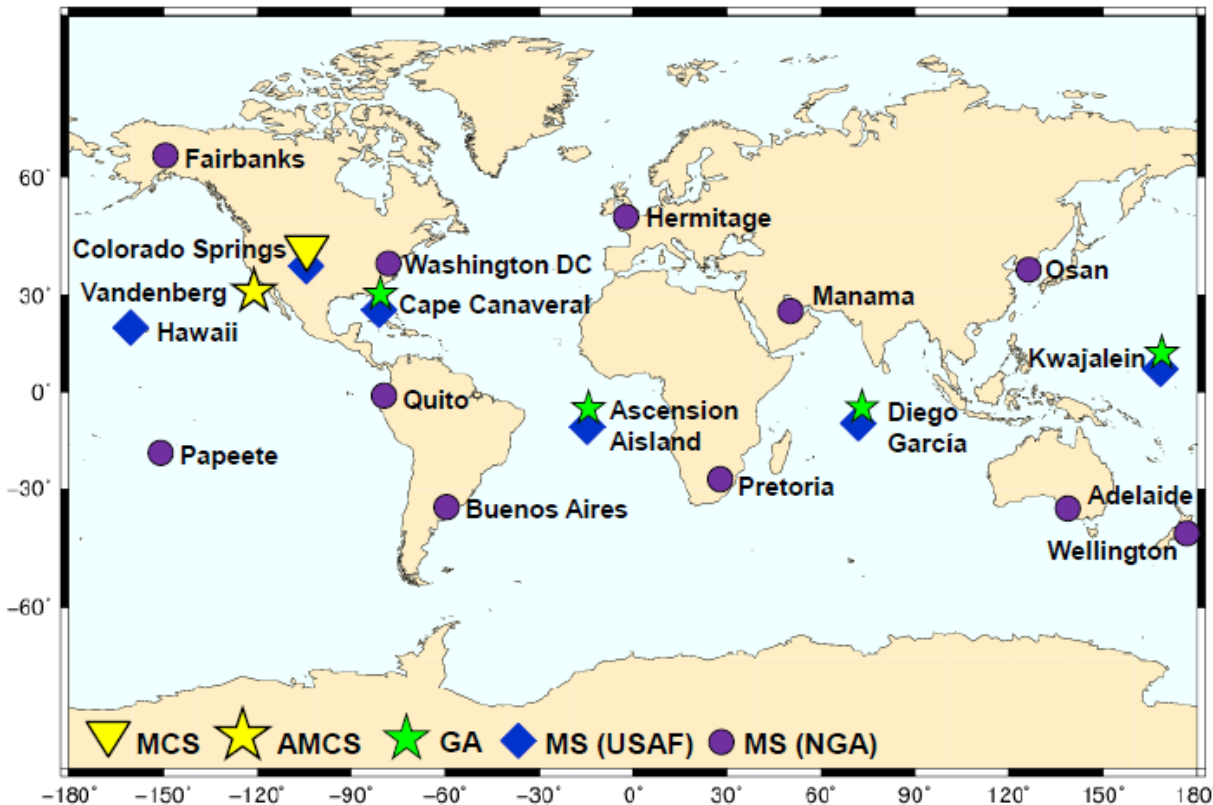 Fairbanks
60°
Hermitage
Colorado Springs
Washington DC
Osan
Vandenberg
30°
Cape Canaveral
Manama
Hawaii
Kwajalein
0°
Quito
Ascension
Aisland
Diego
García
Papeete
Pretoria
−30°
Buenos Aires
Adelaide
Wellington
−60°
MCS AMCS GA MS (USAF) MS (NGA)
−180° −150° −120° −90° −60° −30° 0° 30° 60° 90° 120° 150° 180°